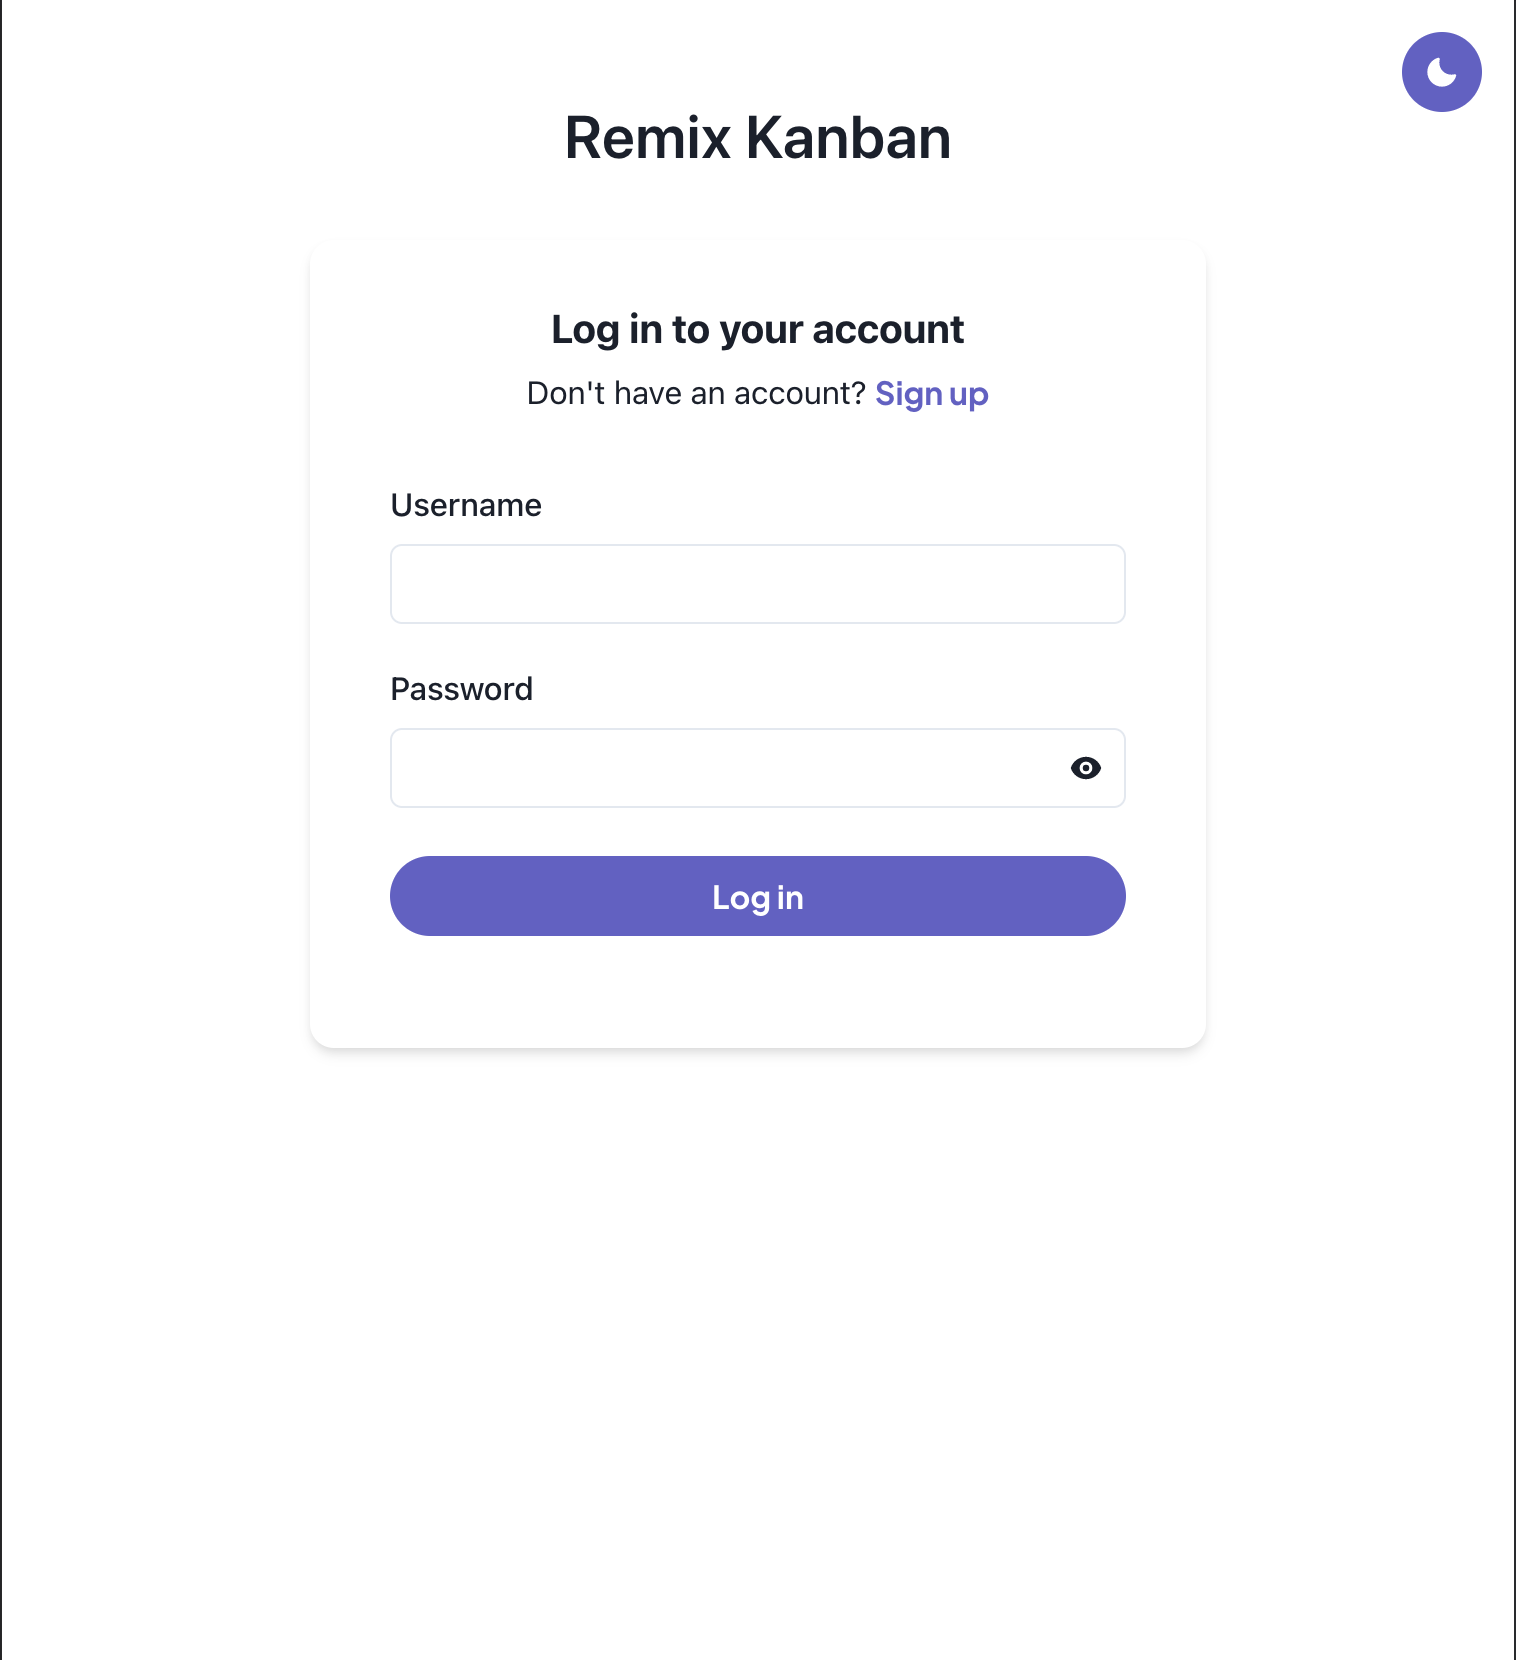 Remix Kanban
Log in to your account
Don't have an account? Sign up
Username
Password
Log in